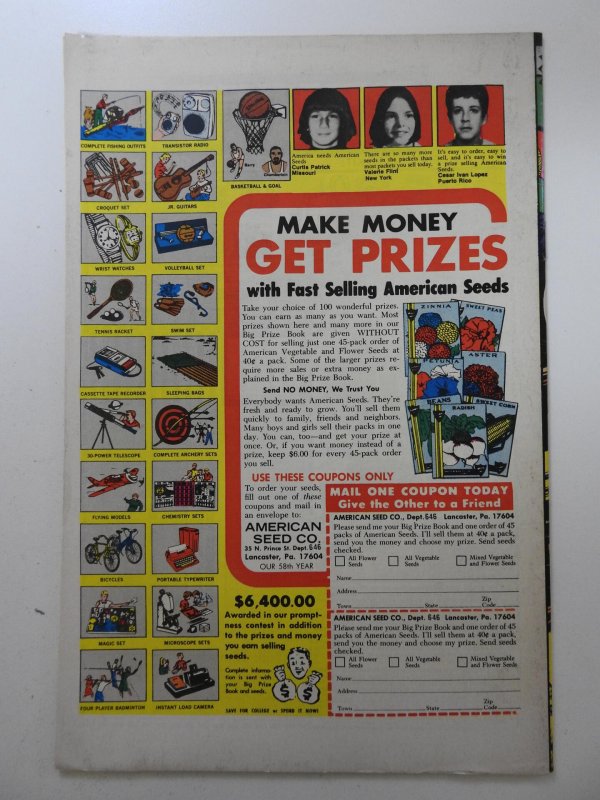 COMPLETE FISHING OUTFITS
TRANSISTOR RADIO
BASKETBALL & GOAL
CROQUET SET
JR. GUITARS
WRIST WATCHES
VOLLEYBALL SET
TENNIS RACKET
SWIM SET
CASSETTE TAPE RECORDER
SLEEPING BAGS
30-POWER TELESCOPE
COMPLETE ARCHERY SETS
FLYING MODELS
CHEMISTRY SETS
BICYCLES
PORTABLE TYPEWRITER
MAGIC SET
MICROSCOPE SETS
FOUR PLAYER BADMINTON
INSTANT LOAD CAMERA
America needs American
Seeds
Curtis Patrick
Missouri
There are so many more
seeds in the packets than
most packets you sell today.
Valerie Flint
New York
It's easy to order, easy to
sell, and it's easy to win
a prize selling American
Seeds.
Cesar Ivan Lopez
Puerto Rico
MAKE MONEY
GET PRIZES
with Fast Selling American Seeds
Take your choice of 100 wonderful prizes.
You can earn as many as you want. Most
prizes shown here and many more in our
Big Prize Book are given WITHOUT
COST for selling just one 45-pack order of
American Vegetable and Flower Seeds at
40¢ a pack. Some of the larger prizes re-
quire more sales or extra money as ex-
plained in the Big Prize Book.
Send NO MONEY, We Trust You
Everybody wants American Seeds. They're
fresh and ready to grow. You'll sell them
quickly to family, friends and neighbors.
Many boys and girls sell their packs in one
day. You can, too—and get your prize at
once. Or, if you want money instead of a
prize, keep $6.00 for every 45-pack order
you sell.
ZINNIA
SWEET PEAS
PETUNIA
ASTER
BEANS
RADISH
SWEET CORN
USE THESE COUPONS ONLY
To order your seeds,
fill out one of these
coupons and mail in
an envelope to:
AMERICAN
SEED CO.
35 N. Prince St. Dept. 646
Lancaster, Pa. 17604
OUR 58th YEAR
MAIL ONE COUPON TODAY
Give the Other to a Friend
AMERICAN SEED CO., Dept. 646 Lancaster, Pa. 17604
Please send me your Big Prize Book and one order of 45
packs of American Seeds. I'll sell them at 40¢ a pack,
send you the money and choose my prize. Send seeds
checked.
All Flower
Seeds
All Vegetable
Seeds
Mixed Vegetable
and Flower Seeds
Name
Address
Town State Zip Code
AMERICAN SEED CO., Dept. 646 Lancaster, Pa. 17604
Please send me your Big Prize Book and one order of 45
packs of American Seeds. I'll sell them at 40¢ a pack,
send you the money and choose my prize. Send seeds
checked.
All Flower
Seeds
All Vegetable
Seeds
Mixed Vegetable
and Flower Seeds
Name
Address
Town State Zip Code
$6,400.00
Awarded in our prompt-
ness contest in addition
to the prizes and money
you earn selling
seeds.
Complete informa-
tion is sent with
your Big Prize
Book and seeds.
$ $
SAVE FOR COLLEGE or SPEND IT NOW!